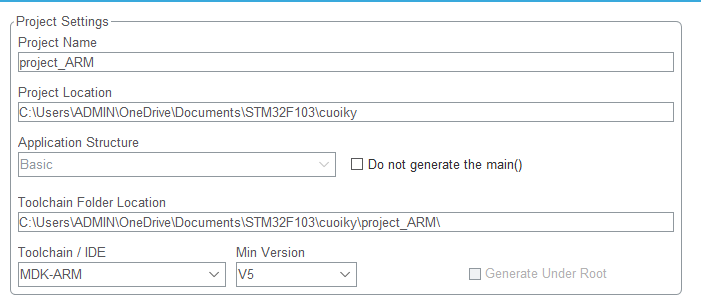 Project Settings
Project Name
project_ARM
Project Location
C:\Users\ADMIN\OneDrive\Documents\STM32F103\cuoiky
Application Structure
Basic
Do not generate the main()
Toolchain Folder Location
C:\Users\ADMIN\OneDrive\Documents\STM32F103\cuoiky\project_ARM\
Toolchain / IDE
Min Version
MDK-ARM
V5
Generate Under Root